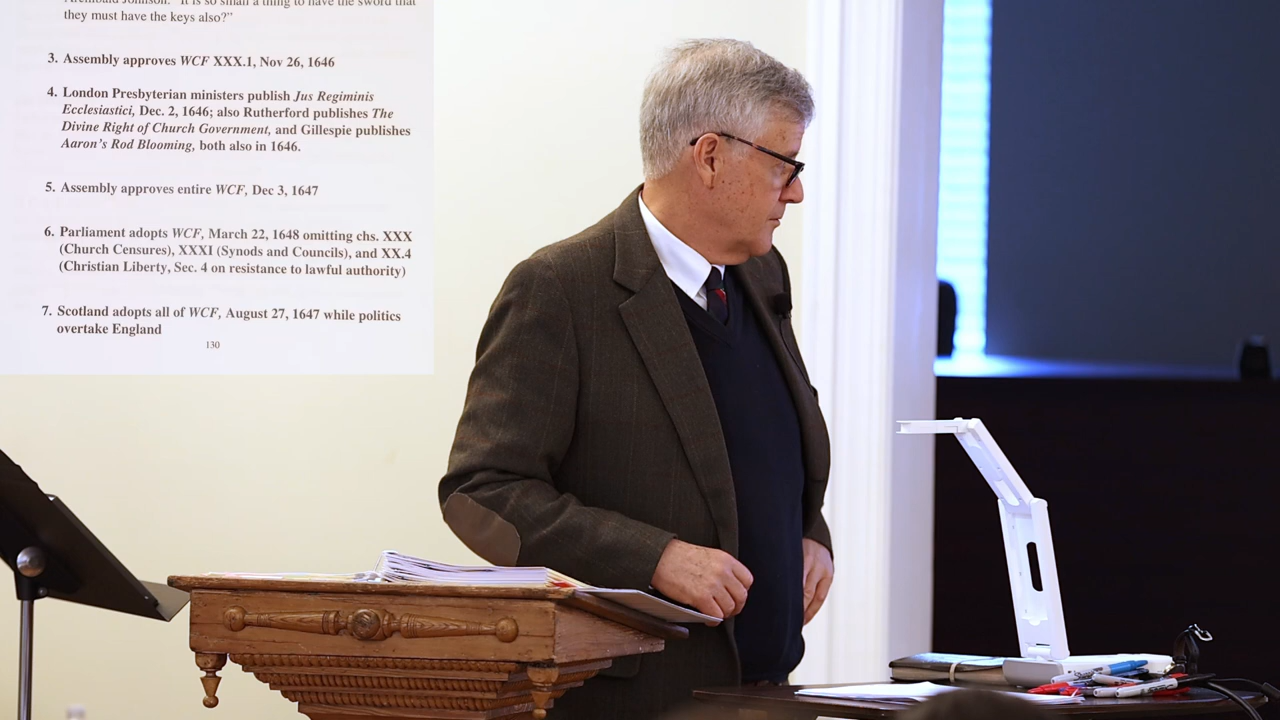 Archibald Johnson: “It is so small a thing to have the sword that
they must have the keys also?”
3. Assembly approves WCF XXX.1, Nov 26, 1646
4. London Presbyterian ministers publish Jus Regiminis
Ecclesiastici, Dec. 2, 1646; also Rutherford publishes The
Divine Right of Church Government, and Gillespie publishes
Aaron’s Rod Blooming, both also in 1646.
5. Assembly approves entire WCF, Dec 3, 1647
6. Parliament adopts WCF, March 22, 1648 omitting chs. XXX
(Church Censures), XXXI (Synods and Councils), and XX.4
(Christian Liberty, Sec. 4 on resistance to lawful authority)
7. Scotland adopts all of WCF, August 27, 1647 while politics
overtake England
130